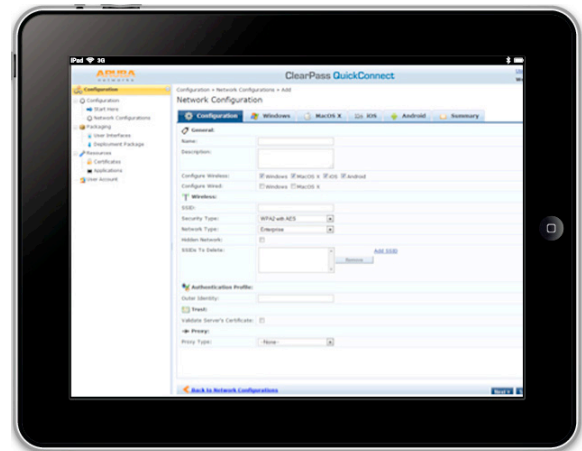 iPad 3G
ARUBA
networks
ClearPass QuickConnect
Configuration
Configuration
Start Here
Network Configurations
Packaging
User Interfaces
Deployment Package
Resources
Certificates
Applications
User Account
Configuration » Network Configurations » Add
Network Configuration
Configuration Windows MacOS X iOS Android Summary
General:
Name:
Description:
Configure Wireless: Windows MacOS X iOS Android
Configure Wired: Windows MacOS X
Wireless:
SSID:
Security Type: WPA2 with AES
Network Type: Enterprise
Hidden Network:
SSIDs To Delete: Add SSID
Remove
Authentication Profile:
Outer Identity:
Trust:
Validate Server's Certificate:
Proxy:
Proxy Type: - None -
Back to Network Configurations
Next >